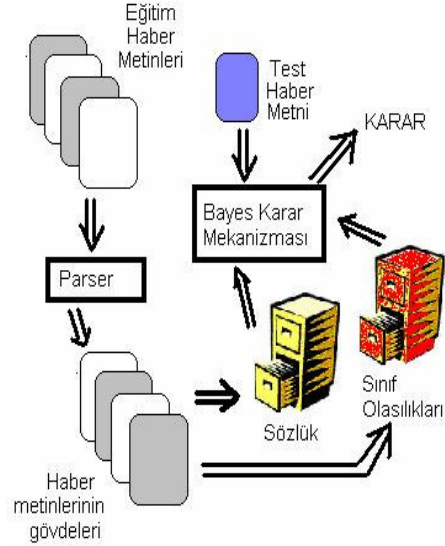 Eğitim
Haber
Metinleri
Test
Haber
Metni
KARAR
Bayes Karar
Mekanizması
Parser
Sınıf
Olasılıkları
Sözlük
Haber
metinlerinin
gövdeleri